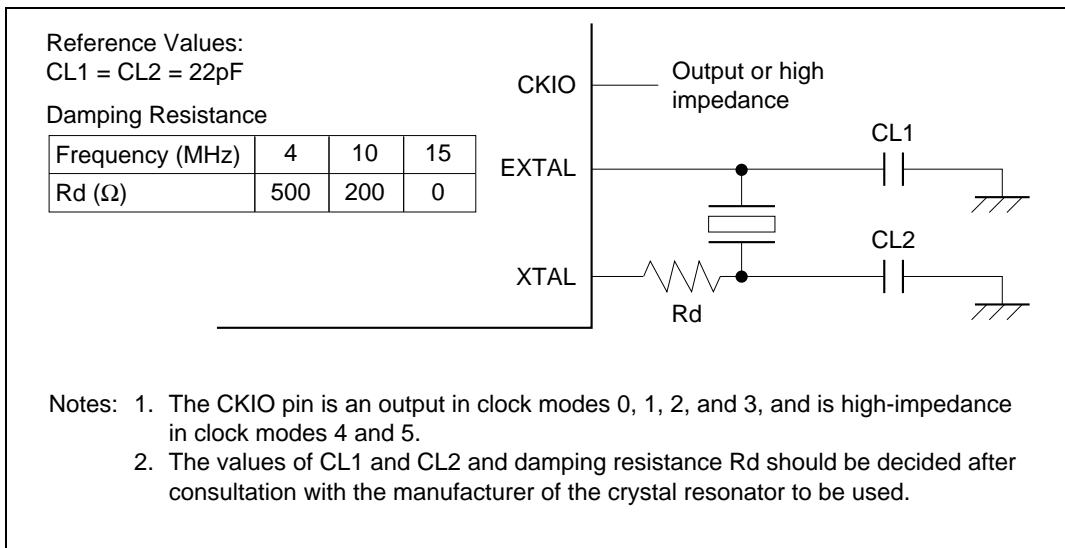 Reference Values:
CL1 = CL2 = 22pF
Damping Resistance
Frequency (MHz) 4 10 15
Rd (Ω) 500 200 0
CKIO
Output or high
impedance
EXTAL
CL1
XTAL
Rd
CL2
Notes: 1. The CKIO pin is an output in clock modes 0, 1, 2, and 3, and is high-impedance
in clock modes 4 and 5.
2. The values of CL1 and CL2 and damping resistance Rd should be decided after
consultation with the manufacturer of the crystal resonator to be used.